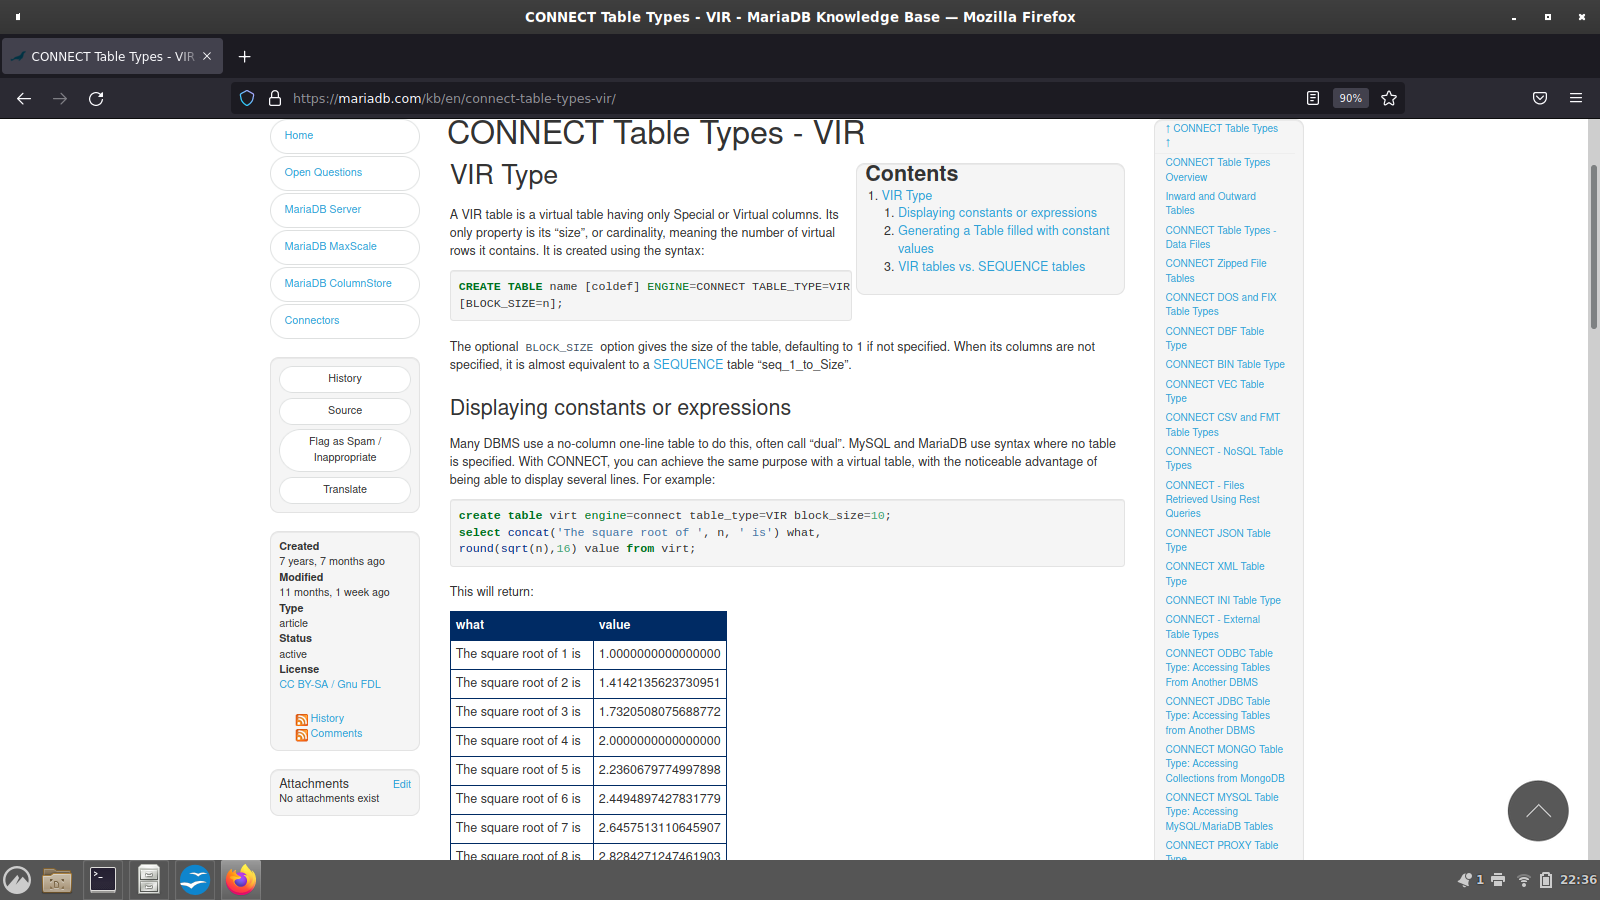 CONNECT Table Types - VIR - MariaDB Knowledge Base — Mozilla Firefox
CONNECT Table Types - VIR
https://mariadb.com/kb/en/connect-table-types-vir/
90%
Home
Open Questions
MariaDB Server
MariaDB MaxScale
MariaDB ColumnStore
Connectors
History
Source
Flag as Spam /
Inappropriate
Translate
Created
7 years, 7 months ago
Modified
11 months, 1 week ago
Type
article
Status
active
License
CC BY-SA / Gnu FDL
History
Comments
Attachments Edit
No attachments exist
CONNECT Table Types - VIR
VIR Type
A VIR table is a virtual table having only Special or Virtual columns. Its
only property is its “size”, or cardinality, meaning the number of virtual
rows it contains. It is created using the syntax:
CREATE TABLE name [coldef] ENGINE=CONNECT TABLE_TYPE=VIR
[BLOCK_SIZE=n];
Contents
1. VIR Type
1. Displaying constants or expressions
2. Generating a Table filled with constant
values
3. VIR tables vs. SEQUENCE tables
The optional BLOCK_SIZE option gives the size of the table, defaulting to 1 if not specified. When its columns are not
specified, it is almost equivalent to a SEQUENCE table “seq_1_to_Size”.
Displaying constants or expressions
Many DBMS use a no-column one-line table to do this, often call “dual”. MySQL and MariaDB use syntax where no table
is specified. With CONNECT, you can achieve the same purpose with a virtual table, with the noticeable advantage of
being able to display several lines. For example:
create table virt engine=connect table_type=VIR block_size=10;
select concat('The square root of ', n, ' is') what,
round(sqrt(n),16) value from virt;
This will return:
what value
The square root of 1 is 1.0000000000000000
The square root of 2 is 1.4142135623730951
The square root of 3 is 1.7320508075688772
The square root of 4 is 2.0000000000000000
The square root of 5 is 2.2360679774997898
The square root of 6 is 2.4494897427831779
The square root of 7 is 2.6457513110645907
The square root of 8 is 2.8284271247461903
↑ CONNECT Table Types
↑
CONNECT Table Types
Overview
Inward and Outward
Tables
CONNECT Table Types -
Data Files
CONNECT Zipped File
Tables
CONNECT DOS and FIX
Table Types
CONNECT DBF Table
Type
CONNECT BIN Table Type
CONNECT VEC Table
Type
CONNECT CSV and FMT
Table Types
CONNECT - NoSQL Table
Types
CONNECT - Files
Retrieved Using Rest
Queries
CONNECT JSON Table
Type
CONNECT XML Table
Type
CONNECT INI Table Type
CONNECT - External
Table Types
CONNECT ODBC Table
Type: Accessing Tables
From Another DBMS
CONNECT JDBC Table
Type: Accessing Tables
from Another DBMS
CONNECT MONGO Table
Type: Accessing
Collections from MongoDB
CONNECT MYSQL Table
Type: Accessing
MySQL/MariaDB Tables
CONNECT PROXY Table
Type
1
22:36